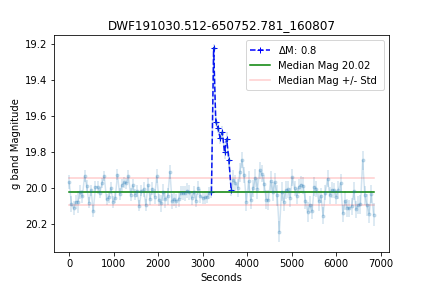 DWF191030.512-650752.781_160807
ΔM: 0.8
Median Mag 20.02
Median Mag +/- Std
g band Magnitude
19.2
19.4
19.6
19.8
20.0
20.2
0 1000 2000 3000 4000 5000 6000 7000
Seconds